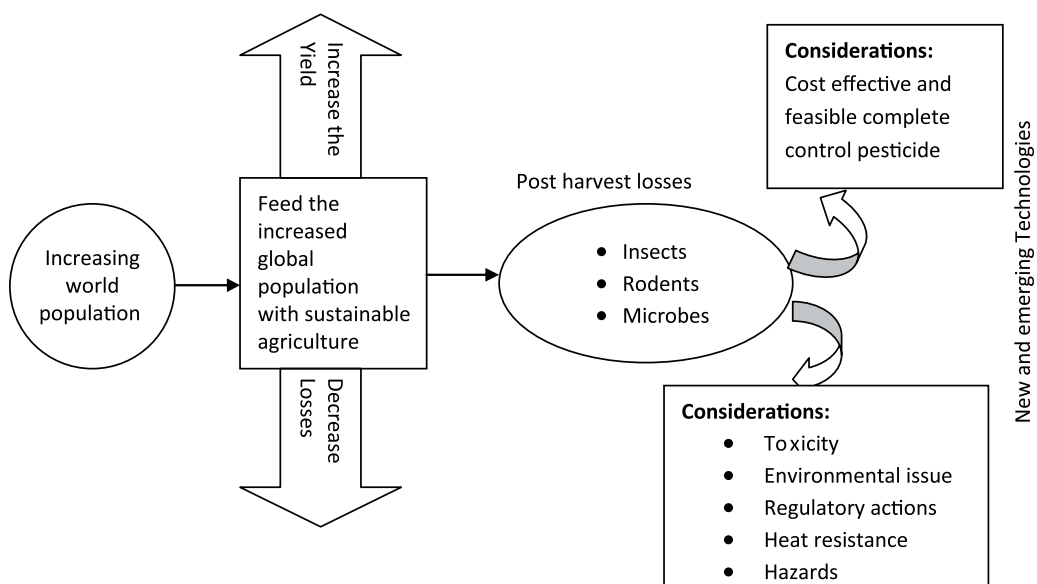 Increase the
Yield
Considerations:
Cost effective and
feasible complete
control pesticide
New and emerging Technologies
Post harvest losses
Increasing
world
population
Feed the
increased
global
population
with sustainable
agriculture
• Insects
• Rodents
• Microbes
Decrease
Losses
Considerations:
• Toxicity
• Environmental issue
• Regulatory actions
• Heat resistance
• Hazards